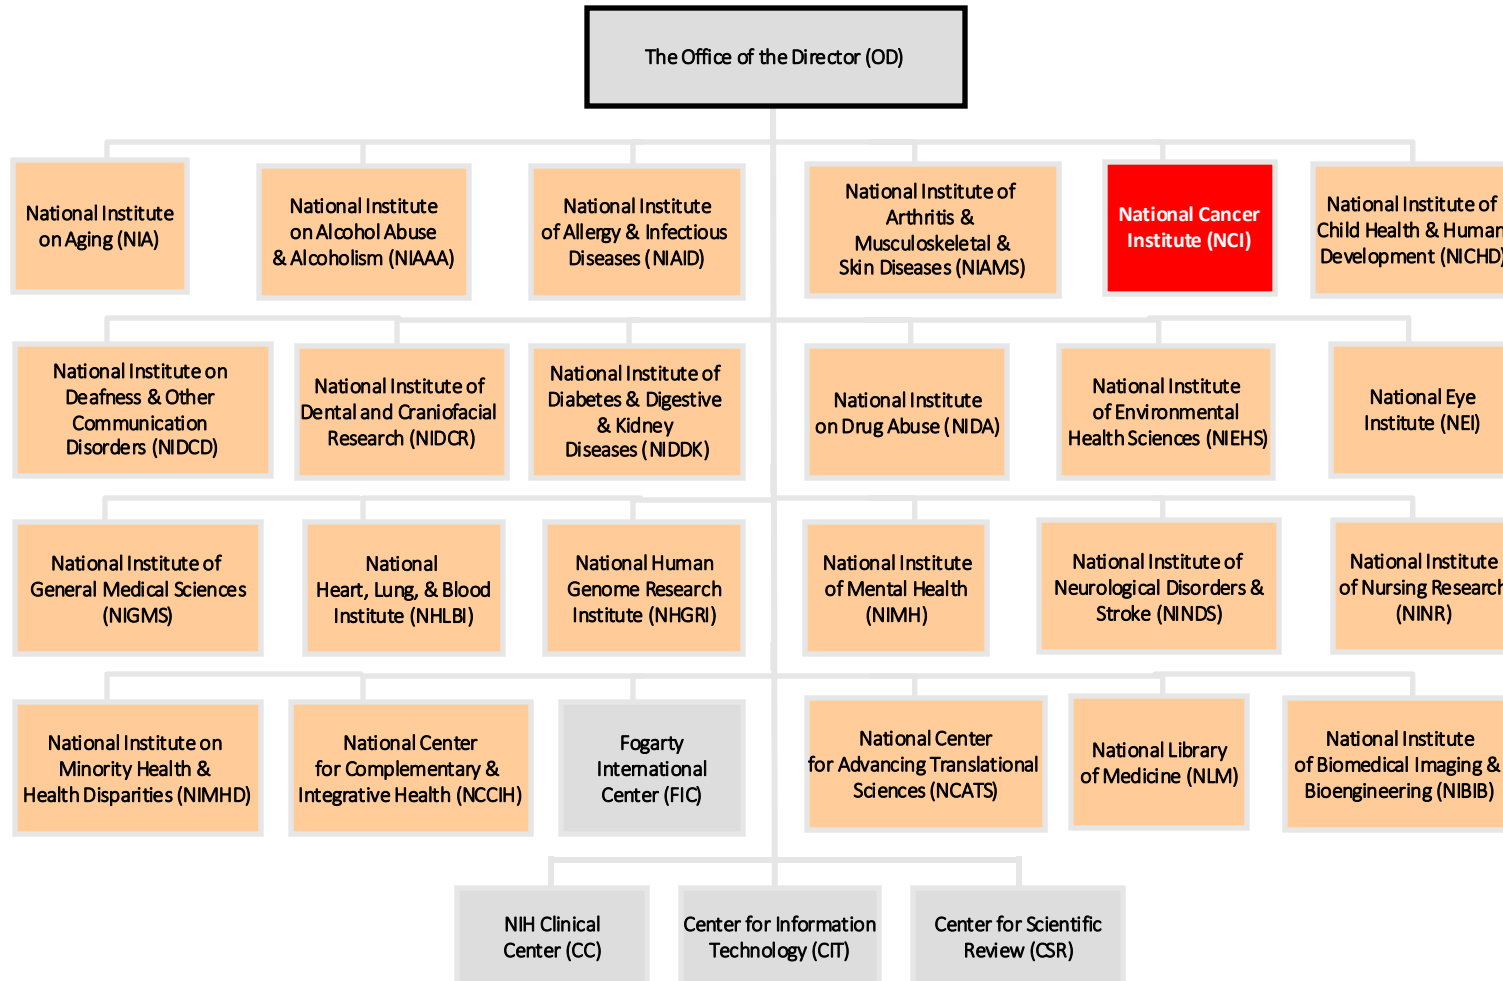 The Office of the Director (OD)
National Institute
on Aging (NIA)
National Institute
on Alcohol Abuse
& Alcoholism (NIAAA)
National Institute
of Allergy & Infectious
Diseases (NIAID)
National Institute of
Arthritis &
Musculoskeletal &
Skin Diseases (NIAMS)
National Cancer
Institute (NCI)
National Institute of
Child Health & Human
Development (NICHD)
National Institute on
Deafness & Other
Communication
Disorders (NIDCD)
National Institute of
Dental and Craniofacial
Research (NIDCR)
National Institute of
Diabetes & Digestive
& Kidney
Diseases (NIDDK)
National Institute
on Drug Abuse (NIDA)
National Institute
of Environmental
Health Sciences (NIEHS)
National Eye
Institute (NEI)
National Institute of
General Medical Sciences
(NIGMS)
National
Heart, Lung, & Blood
Institute (NHLBI)
National Human
Genome Research
Institute (NHGRI)
National Institute
of Mental Health
(NIMH)
National Institute of
Neurological Disorders &
Stroke (NINDS)
National Institute
of Nursing Research
(NINR)
National Institute on
Minority Health &
Health Disparities (NIMHD)
National Center
for Complementary &
Integrative Health (NCCIH)
Fogarty
International
Center (FIC)
National Center
for Advancing Translational
Sciences (NCATS)
National Library
of Medicine (NLM)
National Institute
of Biomedical Imaging &
Bioengineering (NIBIB)
NIH Clinical
Center (CC)
Center for Information
Technology (CIT)
Center for Scientific
Review (CSR)